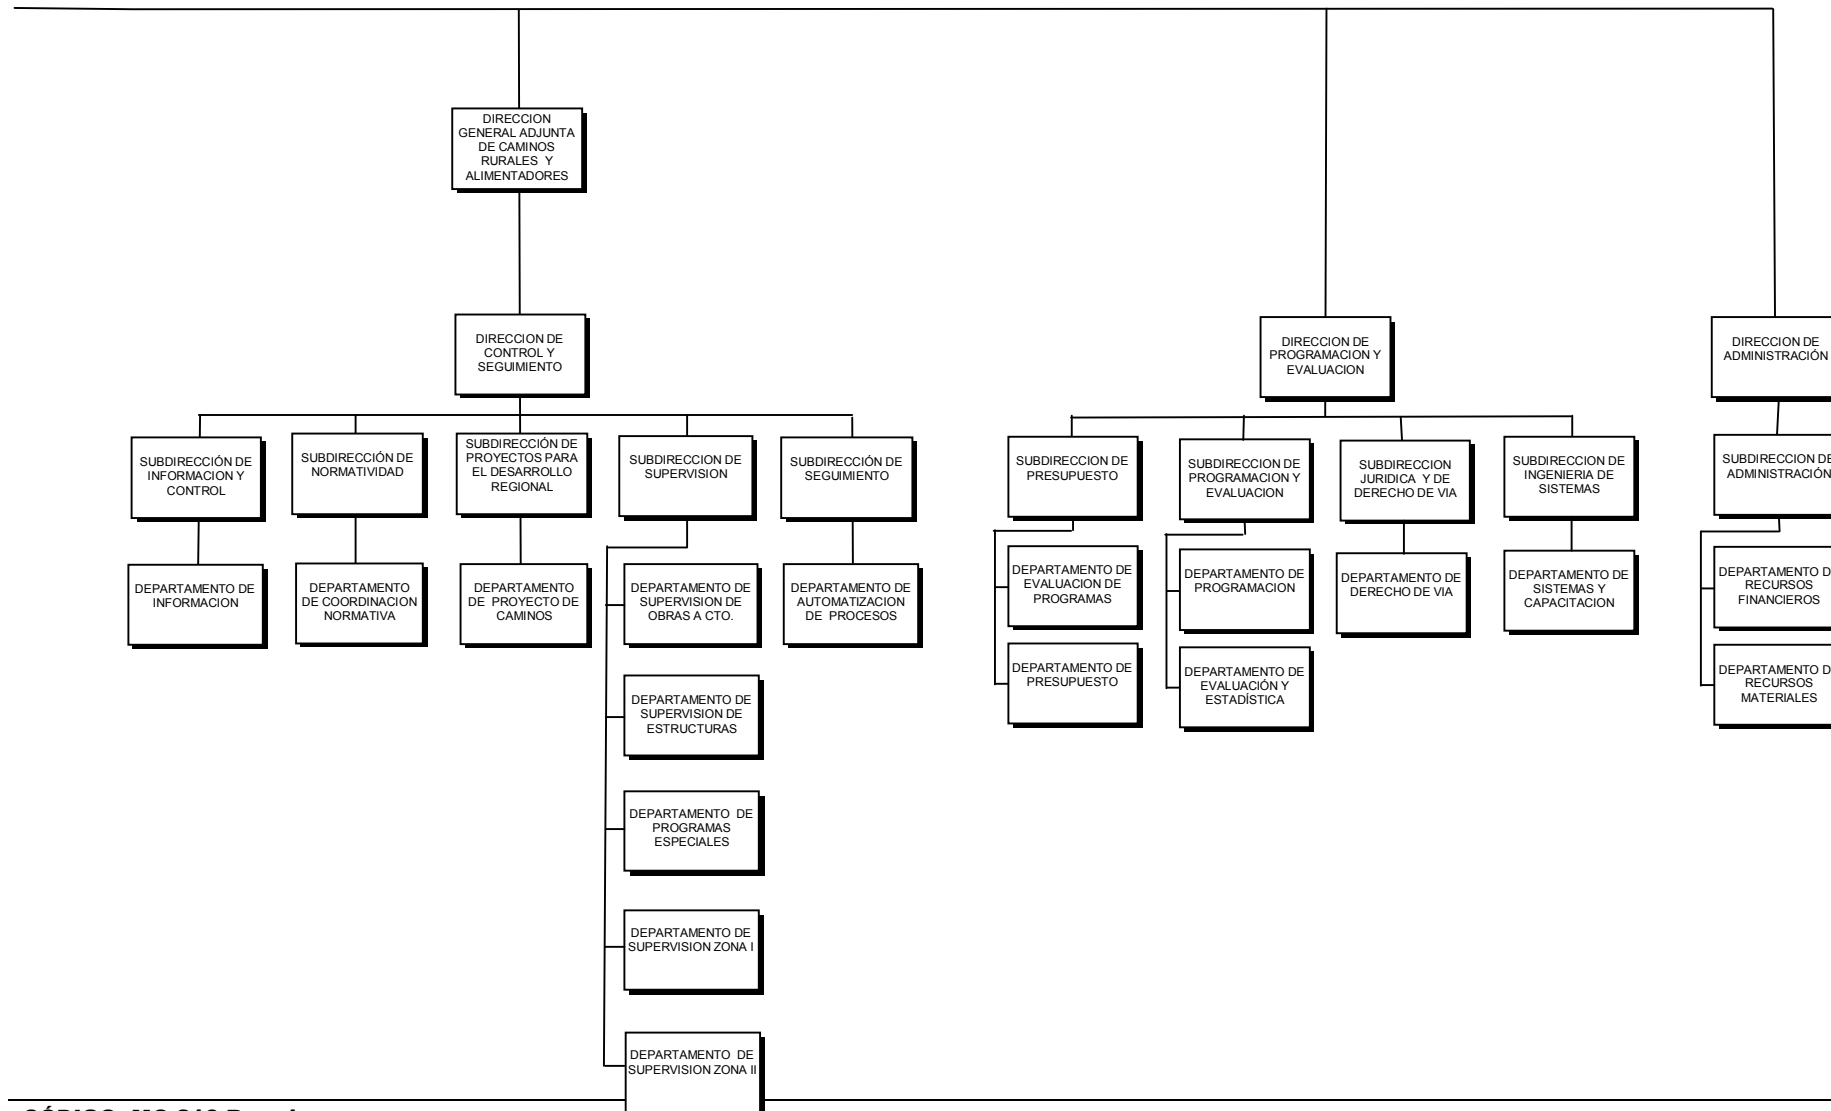 DIRECCION
GENERAL ADJUNTA
DE CAMINOS
RURALES Y
ALIMENTADORES
DIRECCION DE
CONTROL Y
SEGUIMIENTO
DIRECCION DE
PROGRAMACION Y
EVALUACION
DIRECCION DE
ADMINISTRACIÓN
SUBDIRECCIÓN DE
INFORMACION Y
CONTROL
SUBDIRECCIÓN DE
NORMATIVIDAD
SUBDIRECCIÓN DE
PROYECTOS PARA
EL DESARROLLO
REGIONAL
SUBDIRECCION DE
SUPERVISION
SUBDIRECCIÓN DE
SEGUIMIENTO
SUBDIRECCION DE
PRESUPUESTO
SUBDIRECCION DE
PROGRAMACION Y
EVALUACION
SUBDIRECCION
JURIDICA Y DE
DERECHO DE VIA
SUBDIRECCION DE
INGENIERIA DE
SISTEMAS
SUBDIRECCION DE
ADMINISTRACIÓN
DEPARTAMENTO DE
INFORMACION
DEPARTAMENTO
DE COORDINACION
NORMATIVA
DEPARTAMENTO
DE PROYECTO DE
CAMINOS
DEPARTAMENTO DE
SUPERVISION DE
OBRAS A CTO.
DEPARTAMENTO DE
AUTOMATIZACION
DE PROCESOS
DEPARTAMENTO DE
EVALUACION DE
PROGRAMAS
DEPARTAMENTO DE
PROGRAMACION
DEPARTAMENTO DE
DERECHO DE VIA
DEPARTAMENTO DE
SISTEMAS Y
CAPACITACION
DEPARTAMENTO D
RECURSOS
FINANCIEROS
DEPARTAMENTO DE
PRESUPUESTO
DEPARTAMENTO DE
EVALUACIÓN Y
ESTADÍSTICA
DEPARTAMENTO D
RECURSOS
MATERIALES
DEPARTAMENTO DE
SUPERVISION DE
ESTRUCTURAS
DEPARTAMENTO DE
PROGRAMAS
ESPECIALES
DEPARTAMENTO DE
SUPERVISION ZONA I
DEPARTAMENTO DE
SUPERVISION ZONA II